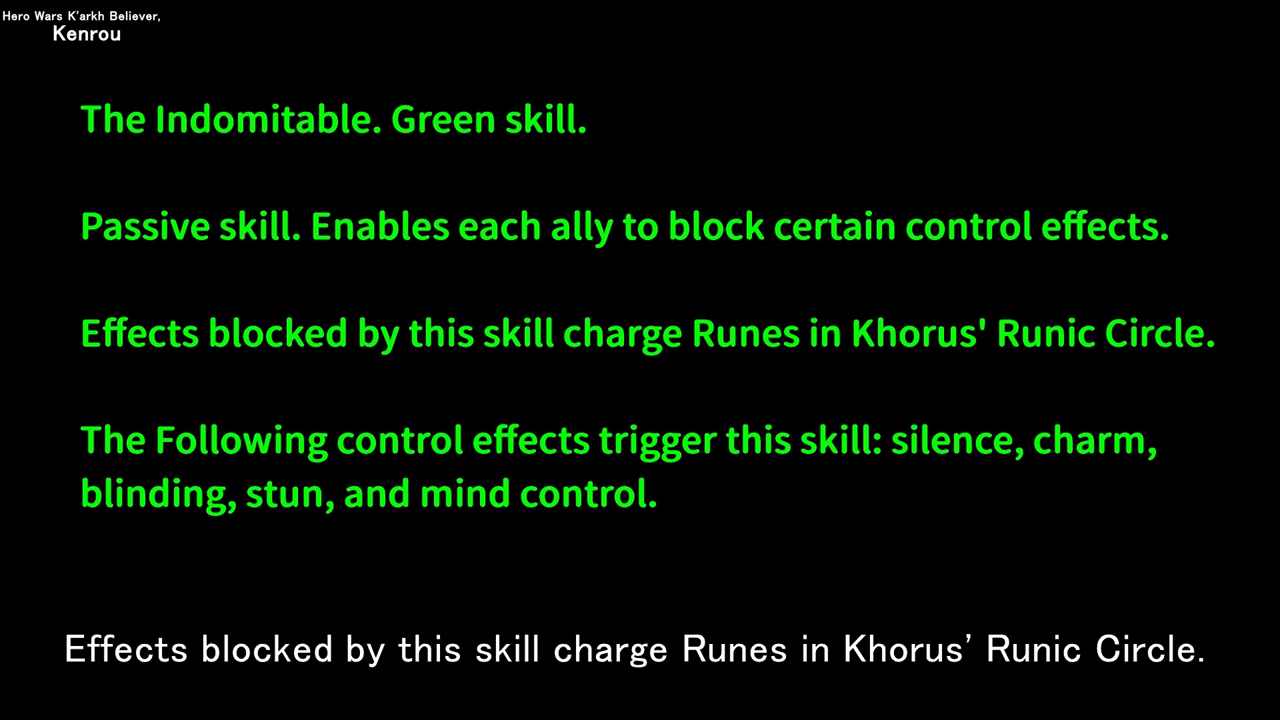 Hero Wars K'arkh Believer,
Kenrou
The Indomitable. Green skill.
Passive skill. Enables each ally to block certain control effects.
Effects blocked by this skill charge Runes in Khorus' Runic Circle.
The Following control effects trigger this skill: silence, charm,
blinding, stun, and mind control.
Effects blocked by this skill charge Runes in Khorus’ Runic Circle.